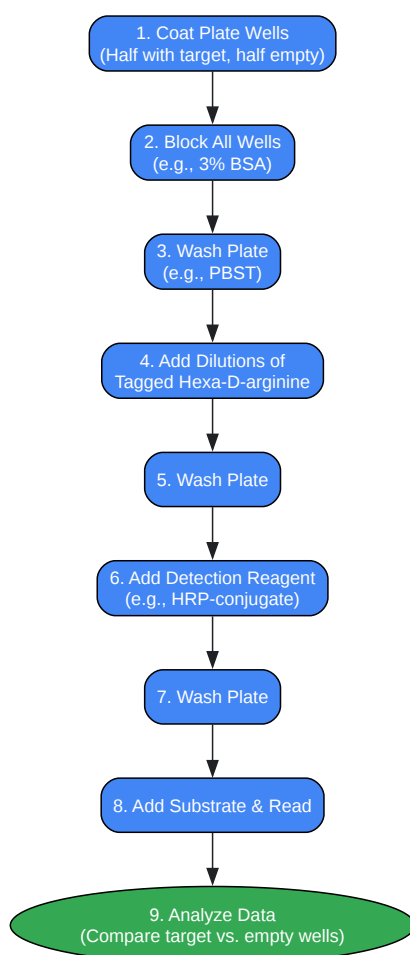 1. Coat Plate Wells
(Half with target, half empty)
2. Block All Wells
(e.g., 3% BSA)
3. Wash Plate
(e.g., PBST)
4. Add Dilutions of
Tagged Hexa-D-arginine
5. Wash Plate
6. Add Detection Reagent
(e.g., HRP-conjugate)
7. Wash Plate
8. Add Substrate & Read
9. Analyze Data
(Compare target vs. empty wells)